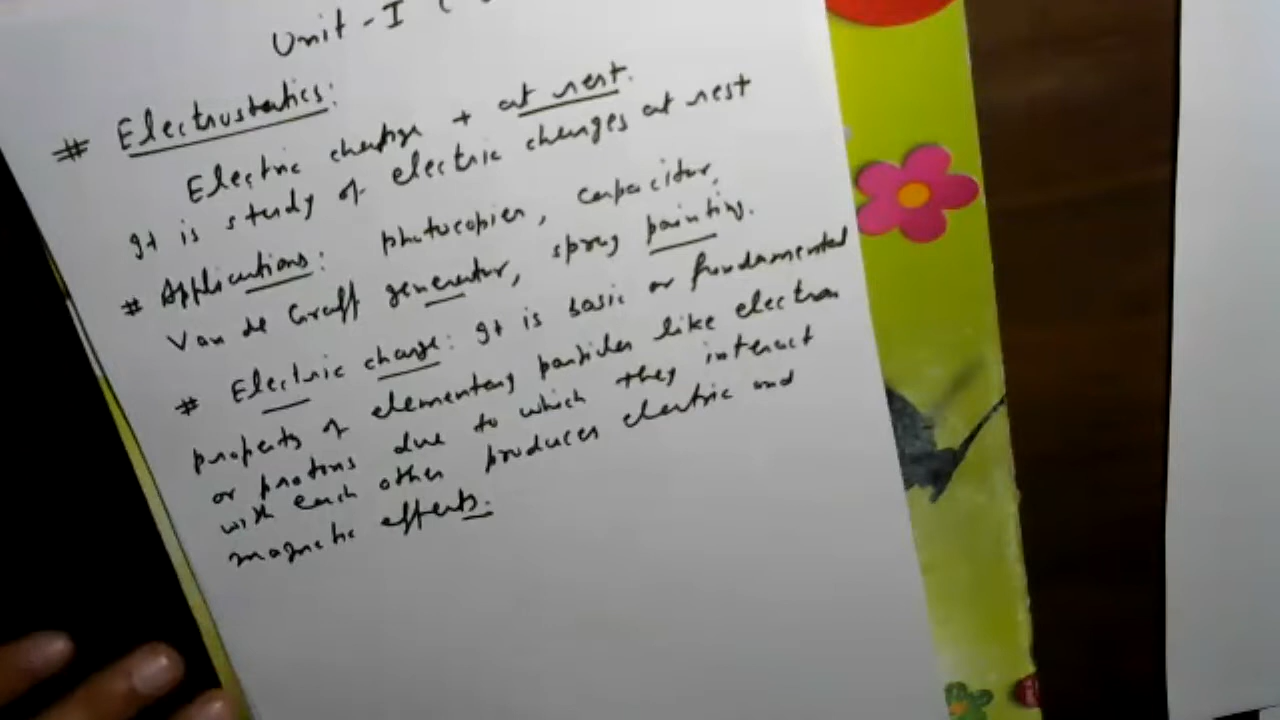 Unit - I (
# Electrostatics:
Electric charge + at rest.
It is study of electric charges at rest
# Applications: photocopier, capacitor,
Van de Graff generator, spray painting.
# Electric charge: It is basic or fundamental
property of elementary particles like electron
or protons due to which they interact
with each other produces electric and
magnetic effects.